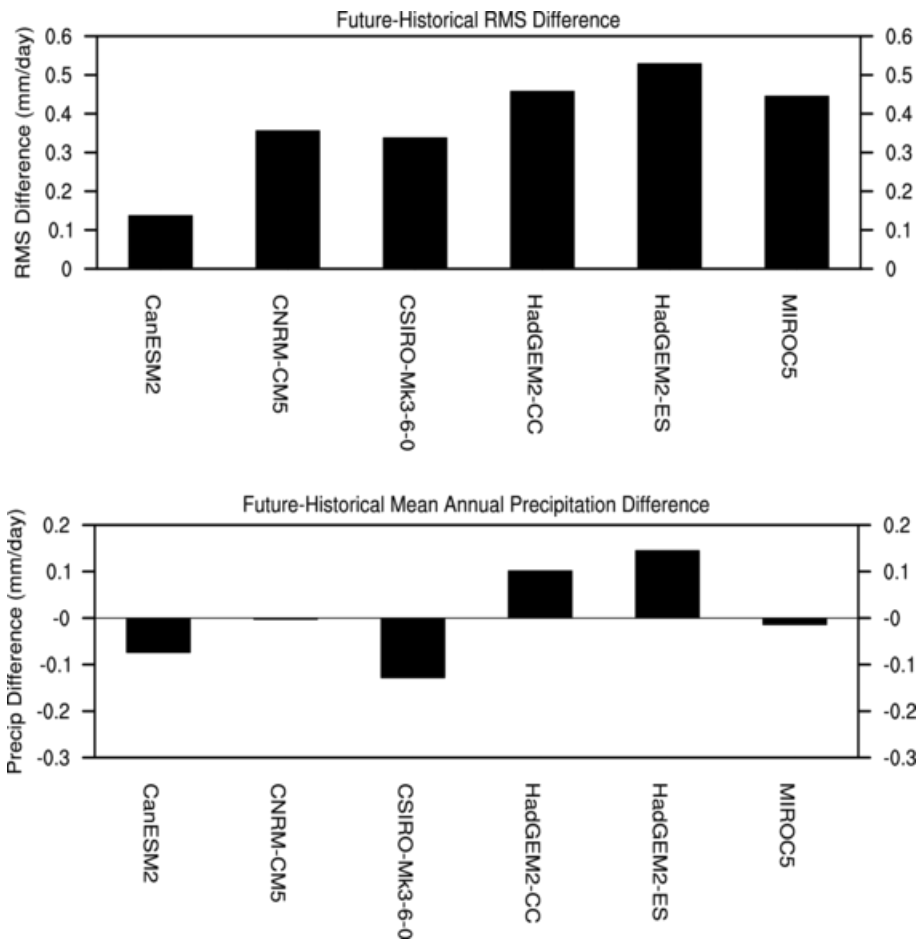 Future-Historical RMS Difference
RMS Difference (mm/day)
0.6
0.5
0.4
0.3
0.2
0.1
0
0.6
0.5
0.4
0.3
0.2
0.1
0
CanESM2
CNRM-CM5
CSIRO-Mk3-6-0
HadGEM2-CC
HadGEM2-ES
MIROC5
Future-Historical Mean Annual Precipitation Difference
Precip Difference (mm/day)
0.2
0.1
-0
-0.1
-0.2
-0.3
0.2
0.1
-0
-0.1
-0.2
-0.3
CanESM2
CNRM-CM5
CSIRO-Mk3-6-0
HadGEM2-CC
HadGEM2-ES
MIROC5